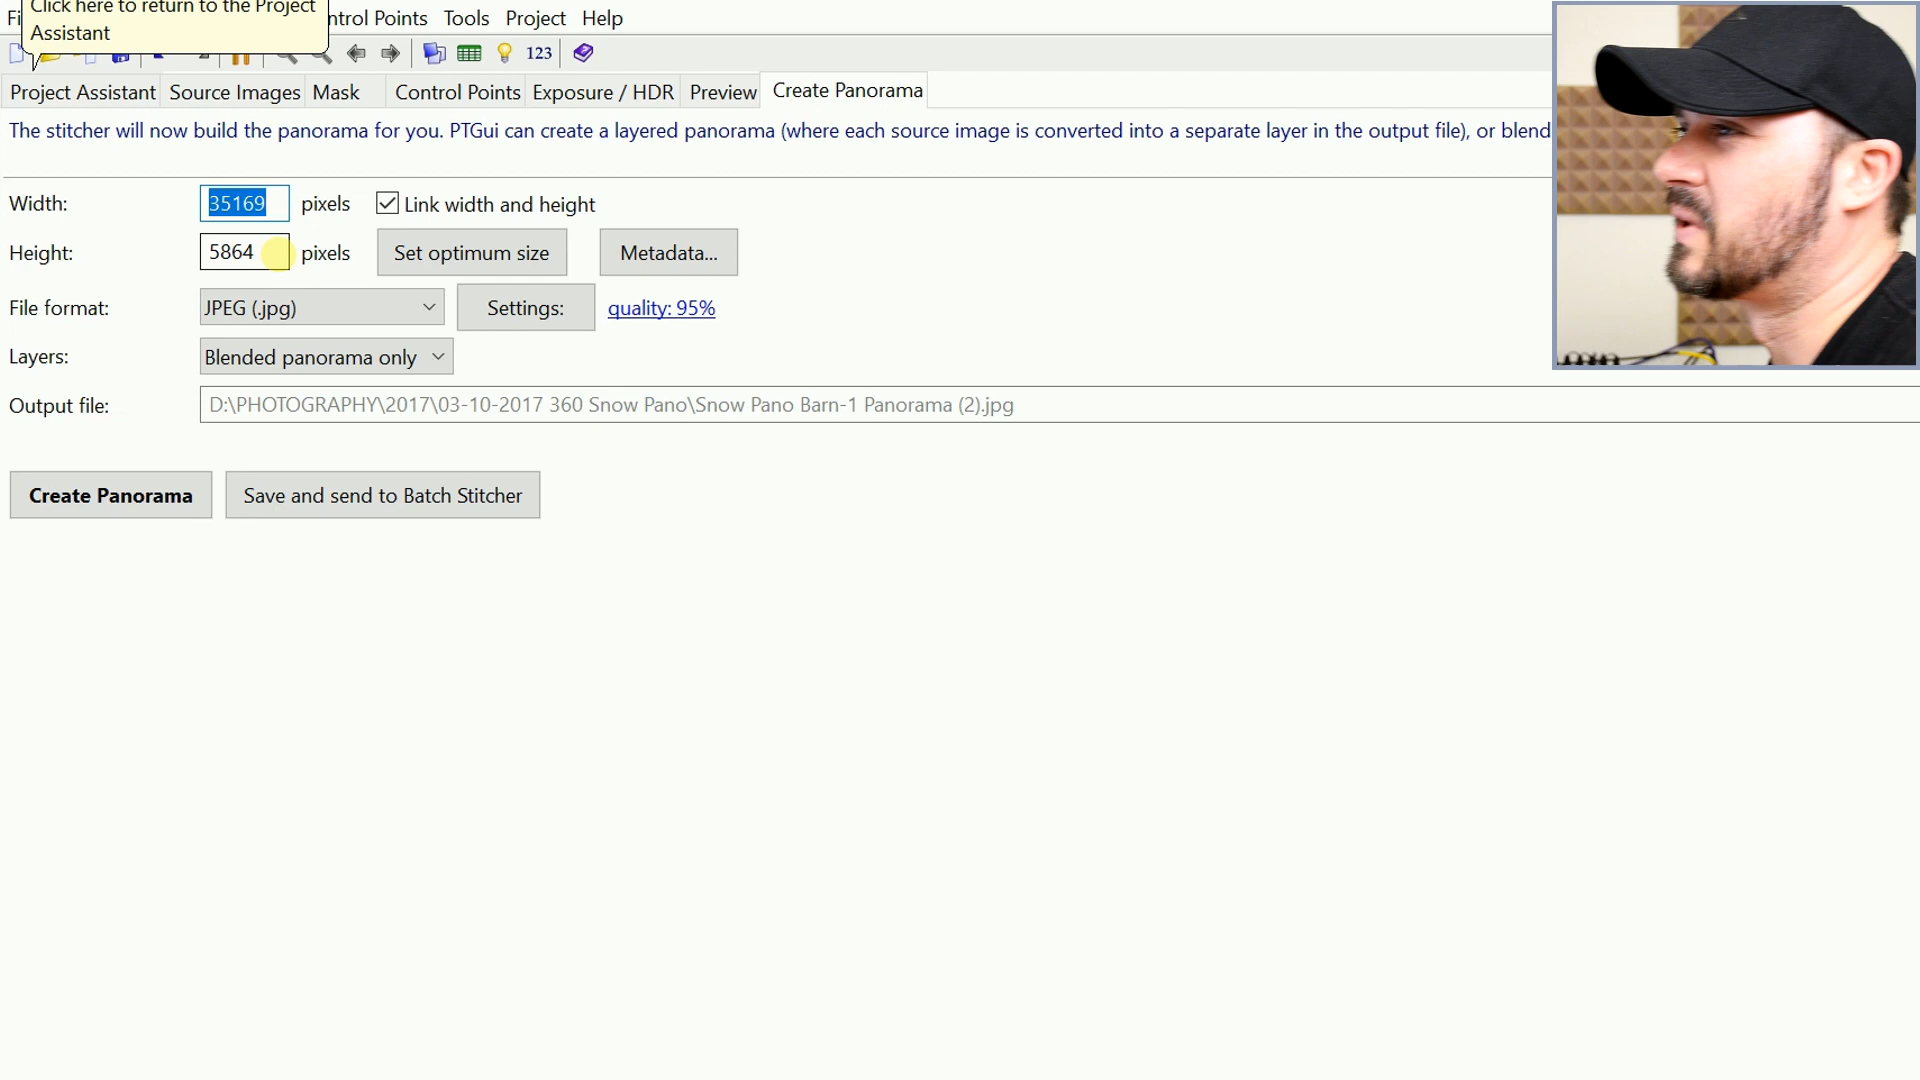 Click here to return to the Project
Assistant
Fi ntrol Points Tools Project Help
123
Project Assistant Source Images Mask Control Points Exposure / HDR Preview Create Panorama
The stitcher will now build the panorama for you. PTGui can create a layered panorama (where each source image is converted into a separate layer in the output file), or blend
Width: 35169 pixels Link width and height
Height: 5864 pixels Set optimum size Metadata...
File format: JPEG (.jpg) Settings: quality: 95%
Layers: Blended panorama only
Output file: D:\PHOTOGRAPHY\2017\03-10-2017 360 Snow Pano\Snow Pano Barn-1 Panorama (2).jpg
Create Panorama Save and send to Batch Stitcher